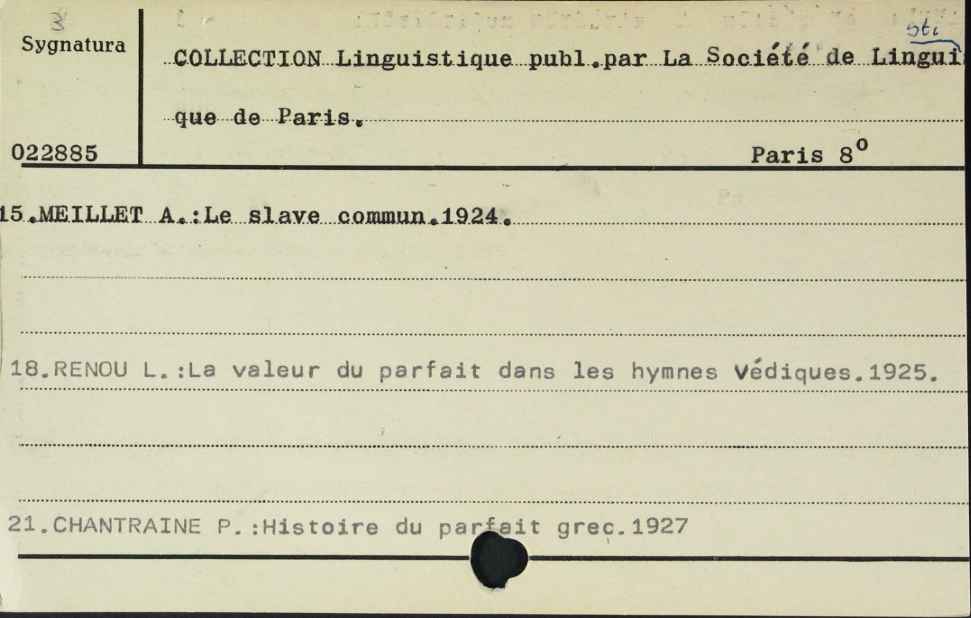 3
Sygnatura
sti
COLLECTION Linguistique publ.par La Société de Lingui
que de Paris.
022885
Paris 8⁰
15.MEILLET A.:Le slave commun.1924.
18.RENOU L.:La valeur du parfait dans les hymnes Védiques.1925.
21.CHANTRAINE P.:Histoire du parfait grec.1927